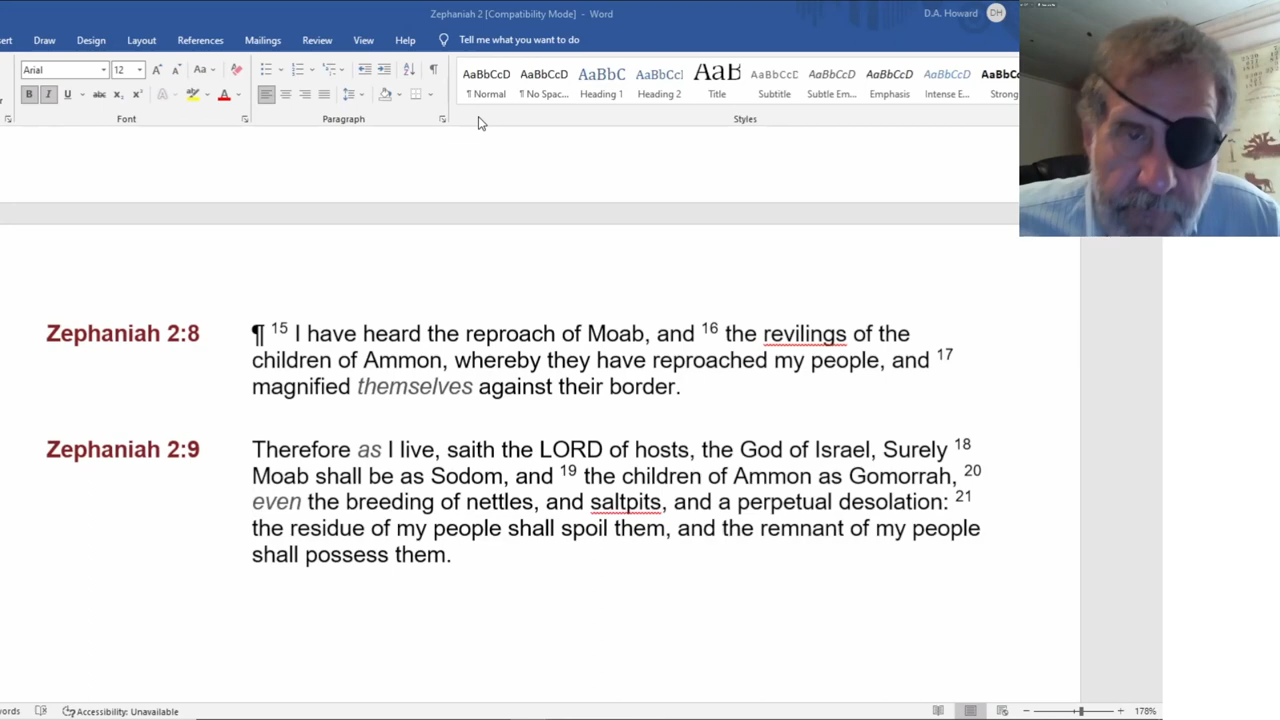 Zephaniah 2 [Compatibility Mode] - Word
D.A. Howard DH
sert Draw Design Layout References Mailings Review View Help Tell me what you want to do
Arial 12 Aa
AaBbCcD AaBbCcD AaBbC AaBbCcI AaB AaBbCcD AaBbCcD AaBbCcD AaBbCcD AaBbCc
¶ Normal ¶ No Spac... Heading 1 Heading 2 Title Subtitle Subtle Em... Emphasis Intense E... Strong
Font Paragraph Styles
Zephaniah 2:8 ¶ 15 I have heard the reproach of Moab, and 16 the revilings of the
children of Ammon, whereby they have reproached my people, and 17
magnified themselves against their border.
Zephaniah 2:9 Therefore as I live, saith the LORD of hosts, the God of Israel, Surely 18
Moab shall be as Sodom, and 19 the children of Ammon as Gomorrah, 20
even the breeding of nettles, and saltpits, and a perpetual desolation: 21
the residue of my people shall spoil them, and the remnant of my people
shall possess them.
words Accessibility: Unavailable 178%